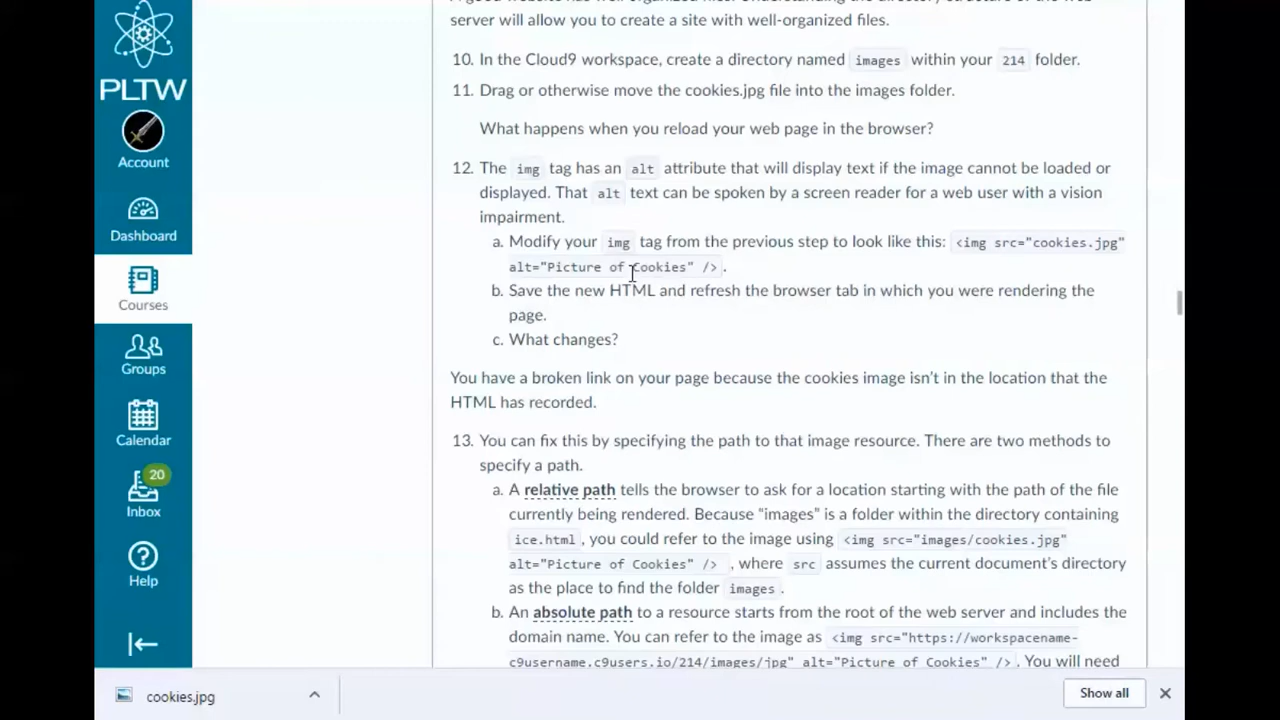 server will allow you to create a site with well-organized files.
10. In the Cloud9 workspace, create a directory named images within your 214 folder.
11. Drag or otherwise move the cookies.jpg file into the images folder.
What happens when you reload your web page in the browser?
12. The img tag has an alt attribute that will display text if the image cannot be loaded or
displayed. That alt text can be spoken by a screen reader for a web user with a vision
impairment.
a. Modify your img tag from the previous step to look like this: <img src="cookies.jpg"
alt="Picture of Cookies" />.
b. Save the new HTML and refresh the browser tab in which you were rendering the
page.
c. What changes?
You have a broken link on your page because the cookies image isn't in the location that the
HTML has recorded.
13. You can fix this by specifying the path to that image resource. There are two methods to
specify a path.
a. A relative path tells the browser to ask for a location starting with the path of the file
currently being rendered. Because "images" is a folder within the directory containing
ice.html, you could refer to the image using <img src="images/cookies.jpg"
alt="Picture of Cookies" /> , where src assumes the current document's directory
as the place to find the folder images.
b. An absolute path to a resource starts from the root of the web server and includes the
domain name. You can refer to the image as <img src="https://workspacename-
c9username.c9users.io/214/images/jpg" alt="Picture of Cookies" />. You will need
PLTW
Account
Dashboard
Courses
Groups
Calendar
20
Inbox
Help
cookies.jpg
Show all